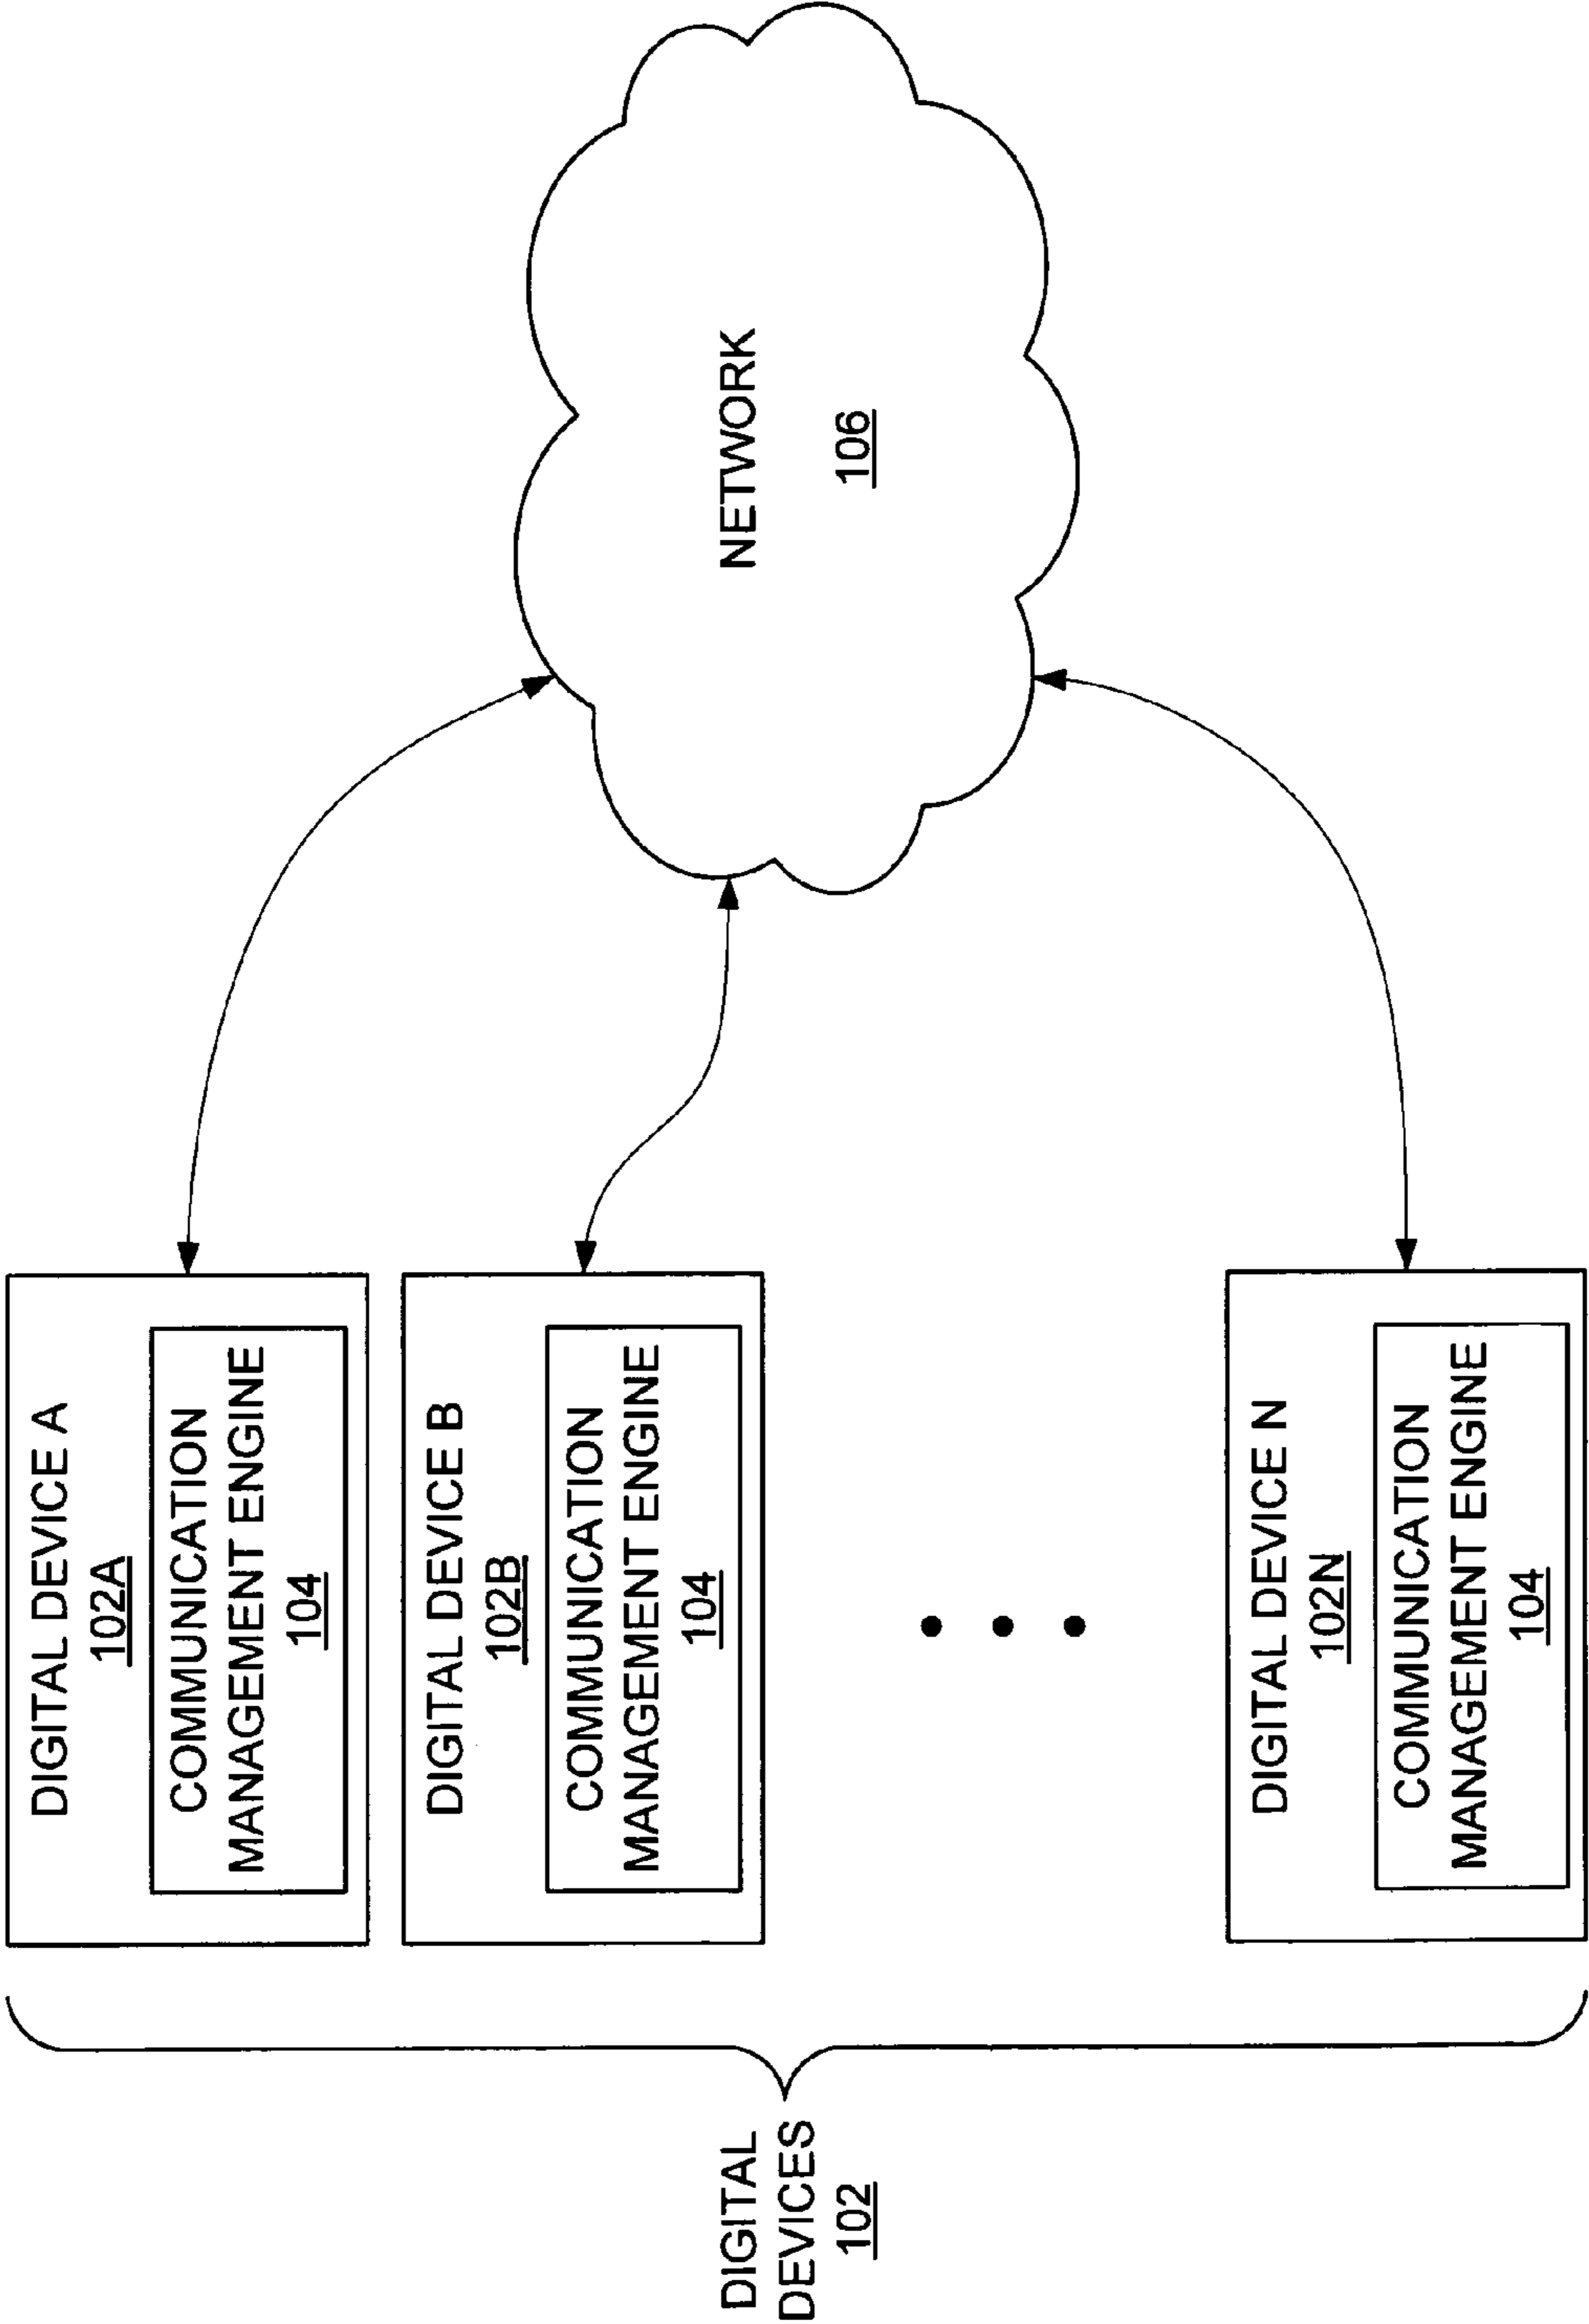 DIGITAL
DEVICES
102
DIGITAL DEVICE A
102A
COMMUNICATION
MANAGEMENT ENGINE
104
DIGITAL DEVICE B
102B
COMMUNICATION
MANAGEMENT ENGINE
104
DIGITAL DEVICE N
102N
COMMUNICATION
MANAGEMENT ENGINE
104
NETWORK
106